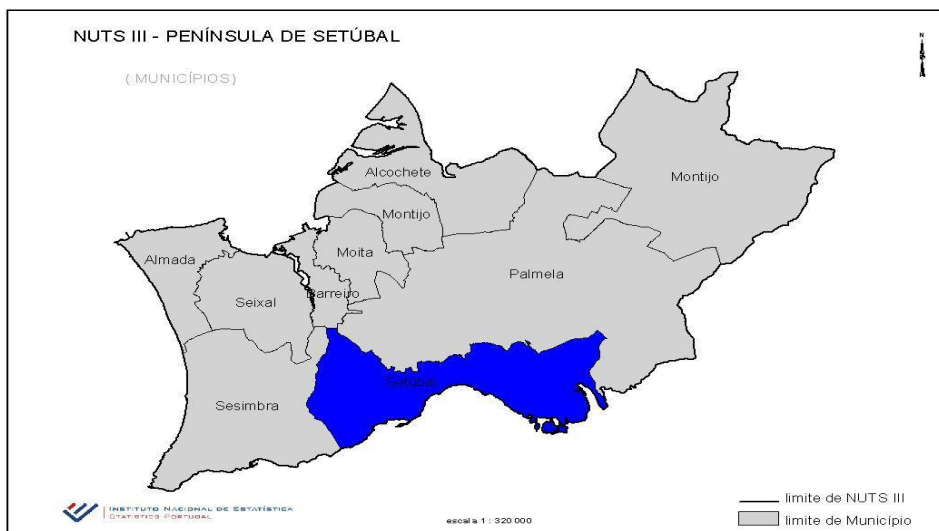 NUTS III - PENÍNSULA DE SETÚBAL
N
( MUNICÍPIOS)
Alcochete
Montijo
Montijo
Moita
Almada
Palmela
Barreiro
Seixal
Setúbal
Sesimbra
INSTITUTO NACIONAL DE ESTATÍSTICA
STATISTICS PORTUGAL
escala 1 : 320 000
limite de NUTS III
limite de Município